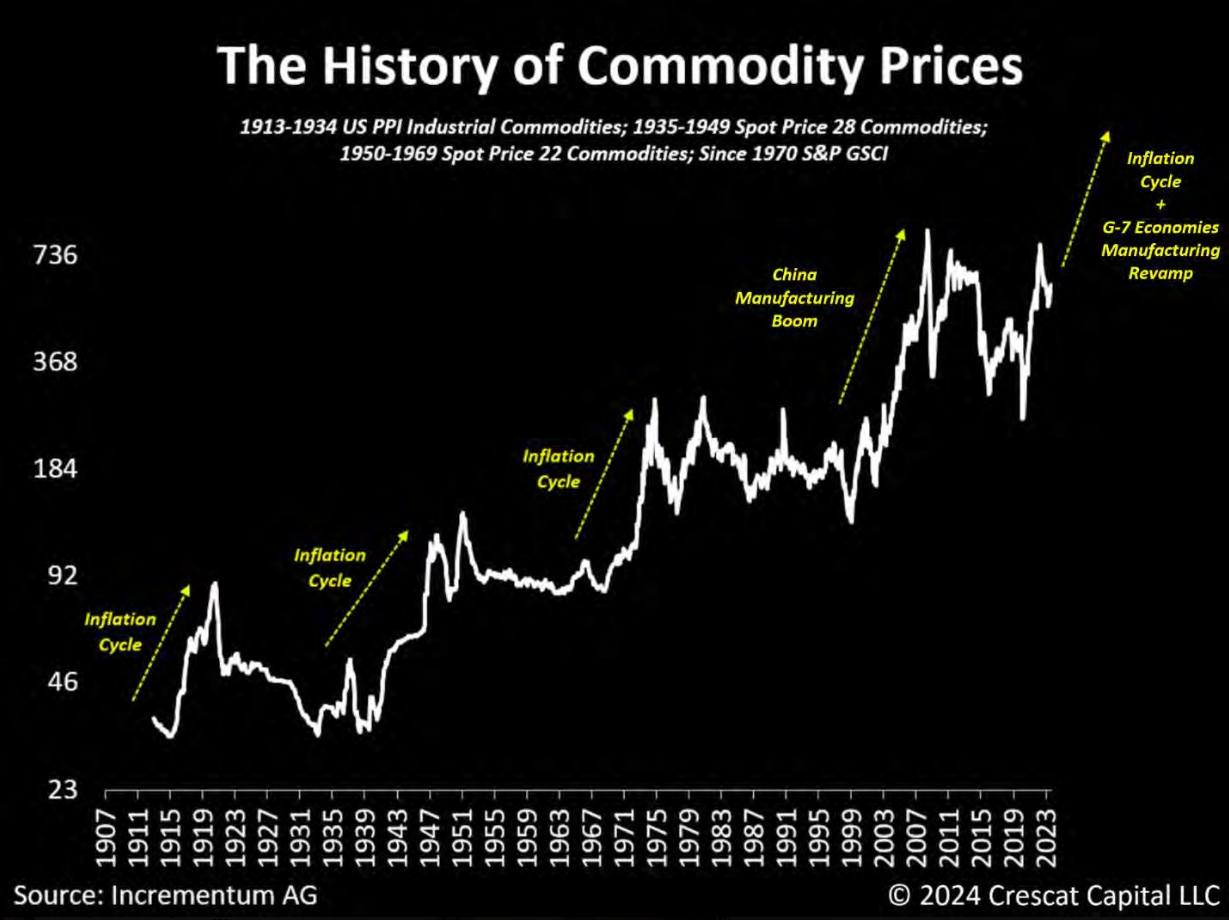 The History of Commodity Prices
1913-1934 US PPI Industrial Commodities; 1935-1949 Spot Price 28 Commodities;
1950-1969 Spot Price 22 Commodities; Since 1970 S&P GSCI
Inflation
Cycle
+
G-7 Economies
Manufacturing
Revamp
China
Manufacturing
Boom
Inflation
Cycle
Inflation
Cycle
Inflation
Cycle
736
368
184
92
46
23
1907
1911
1915
1919
1923
1927
1931
1935
1939
1943
1947
1951
1955
1959
1963
1967
1971
1975
1979
1983
1987
1991
1995
1999
2003
2007
2011
2015
2019
2023
Source: Incrementum AG
© 2024 Crescat Capital LLC